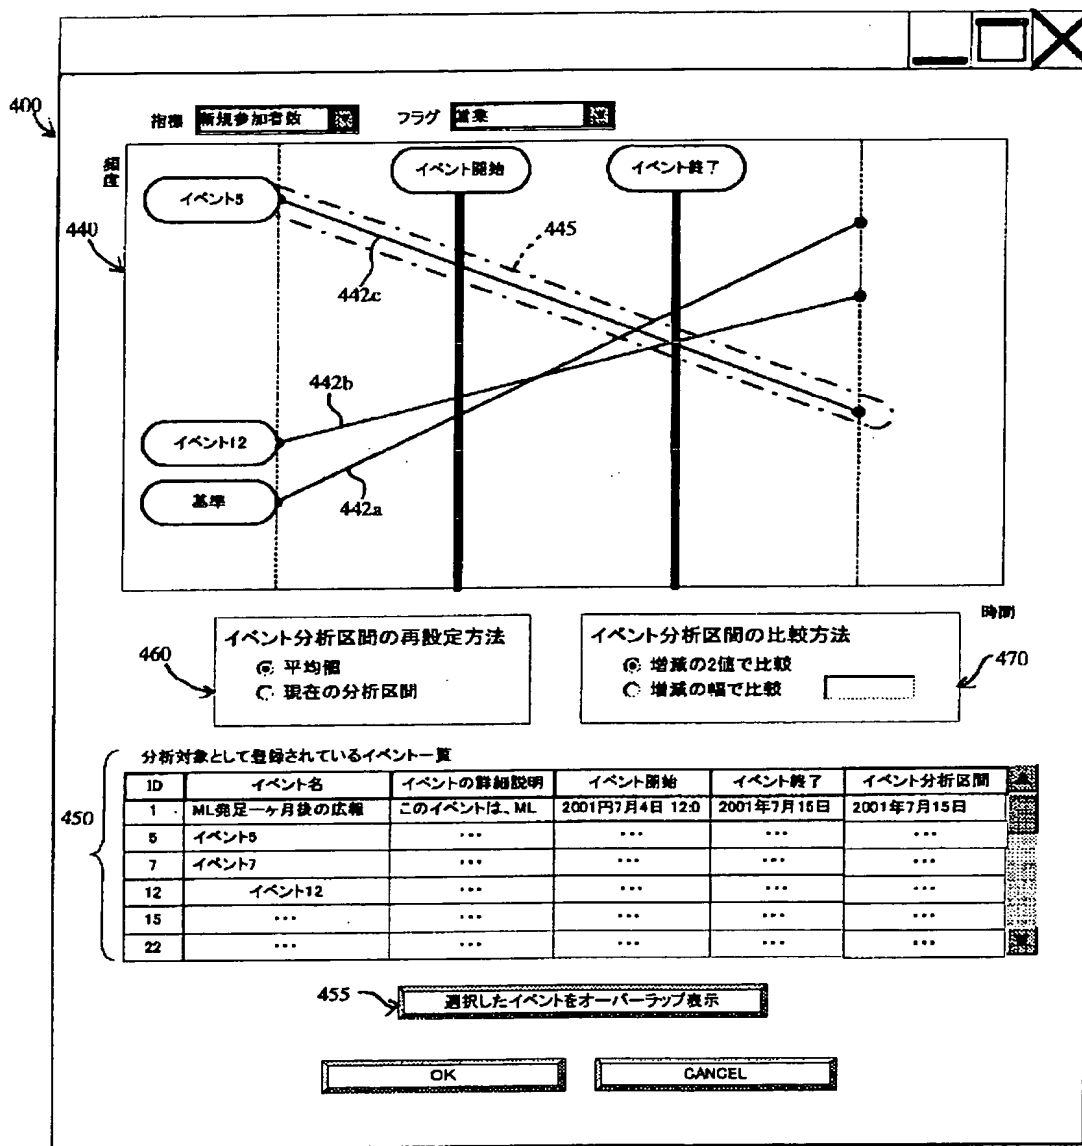 400
指標 新規参加者数 フラグ 営業
頻度
イベント開始 イベント終了
イベント5
440
445
442c
442b
イベント12
基準
442a
時間
イベント分析区間の再設定方法
平均値
現在の分析区間
460
イベント分析区間の比較方法
増減の2値で比較
増減の幅で比較
470
分析対象として登録されているイベント一覧
ID イベント名 イベントの詳細説明 イベント開始 イベント終了 イベント分析区間
1 ML発足一ヶ月後の広報 このイベントは、ML 2001円7月4日 12:0 2001年7月15日 2001年7月15日
450
5 イベント5 ... ... ... ...
7 イベント7 ... ... ... ...
12 イベント12 ... ... ... ...
15 ... ... ... ... ...
22 ... ... ... ... ...
455
選択したイベントをオーバーラップ表示
OK CANCEL